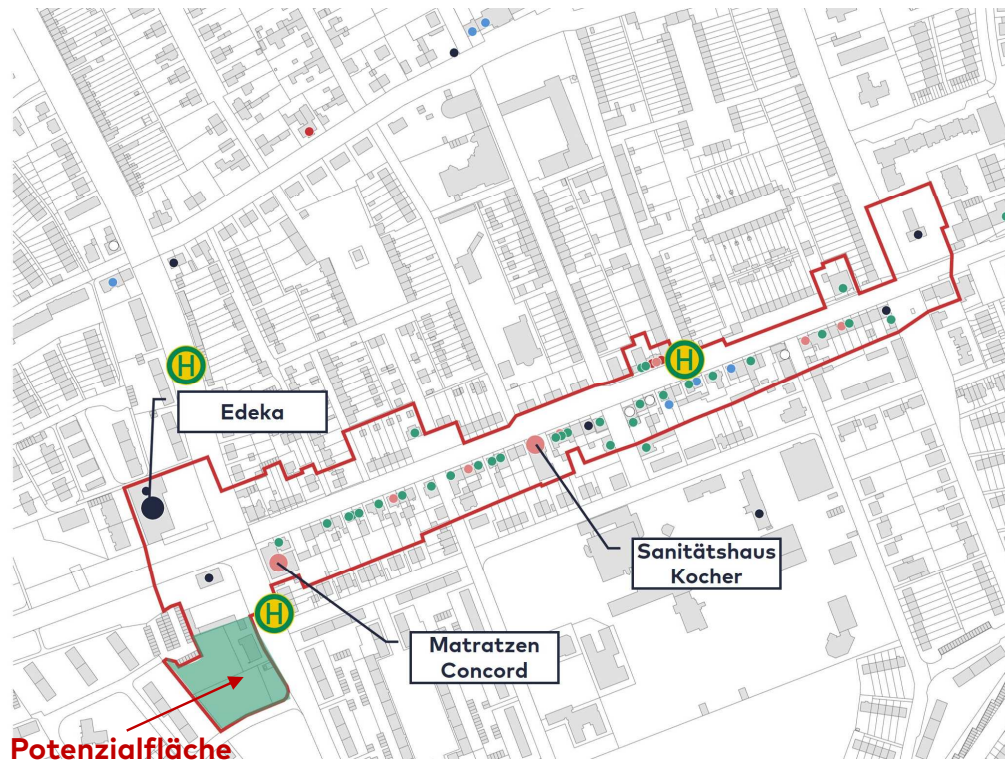 H
H
Edeka
Sanitätshaus
Kocher
H
Matratzen
Concord
Potenzialfläche